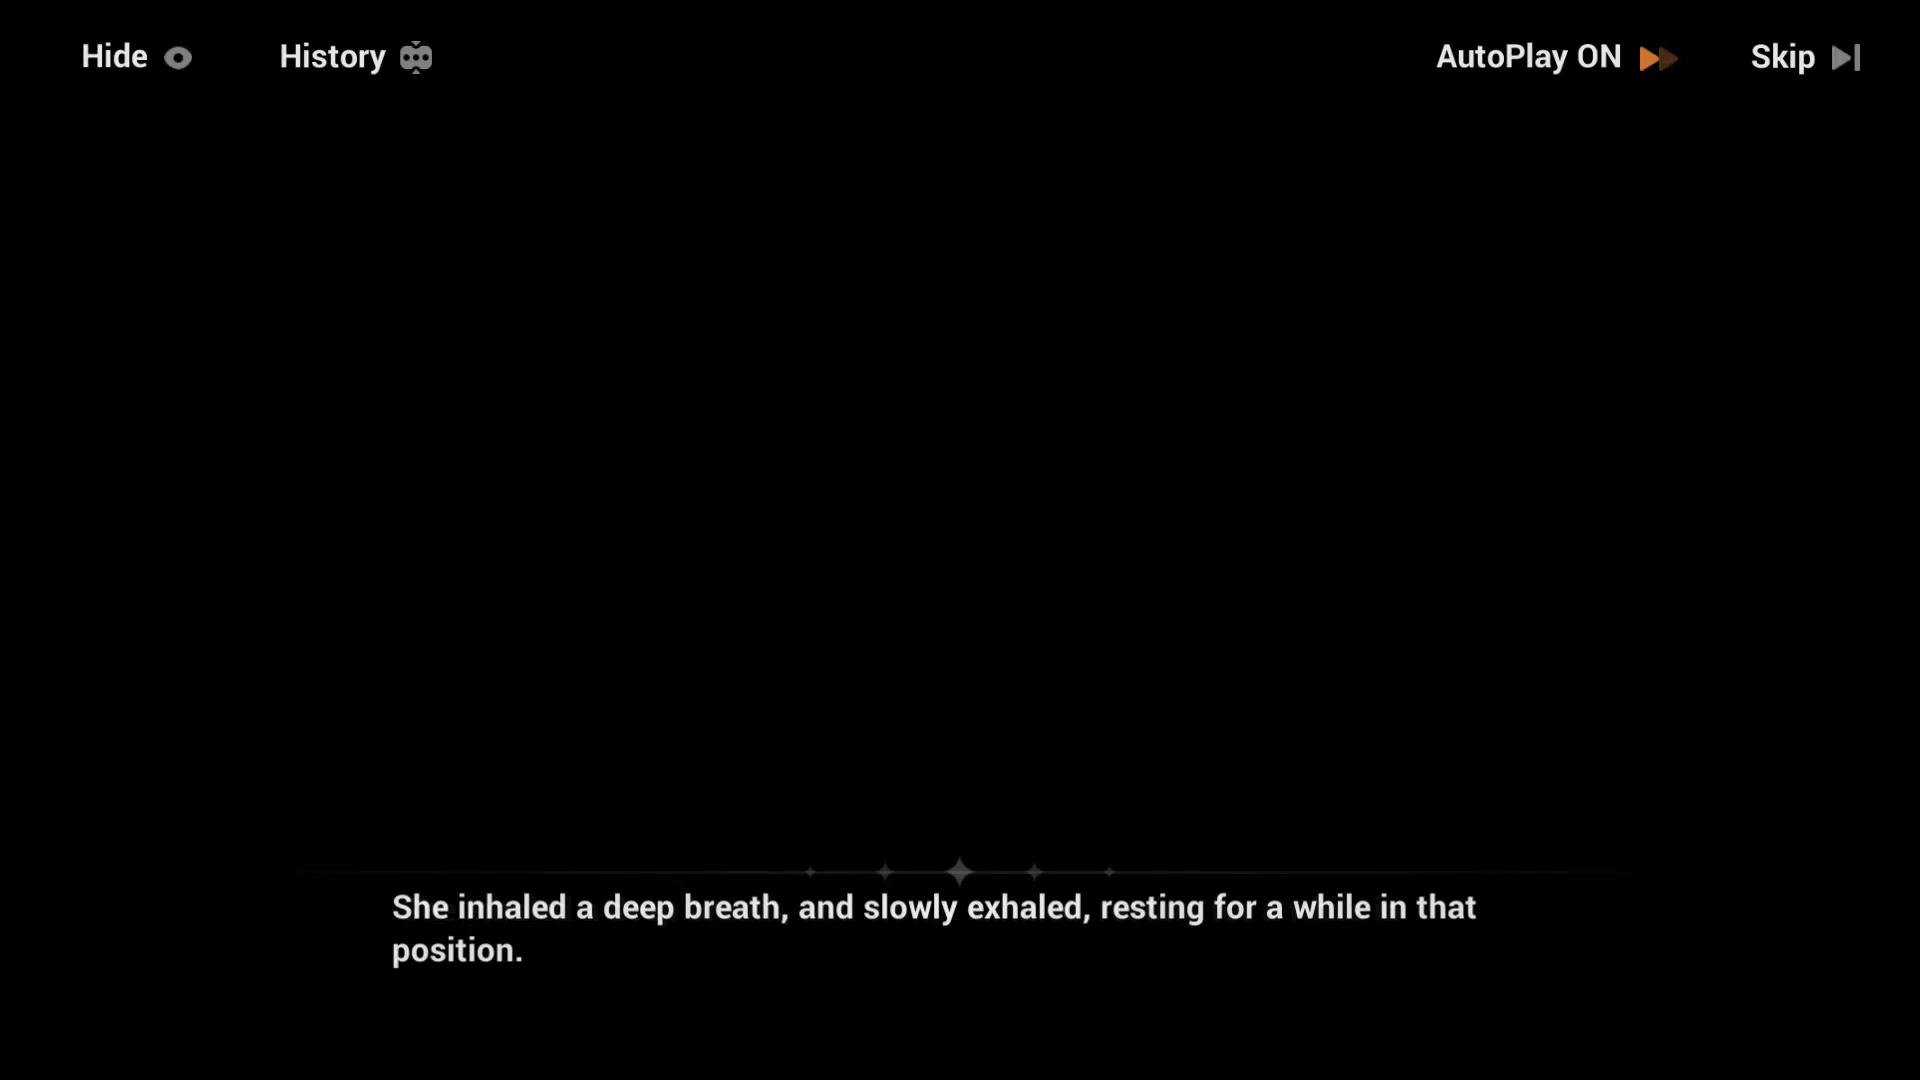 Hide
History
AutoPlay ON
Skip
She inhaled a deep breath, and slowly exhaled, resting for a while in that
position.